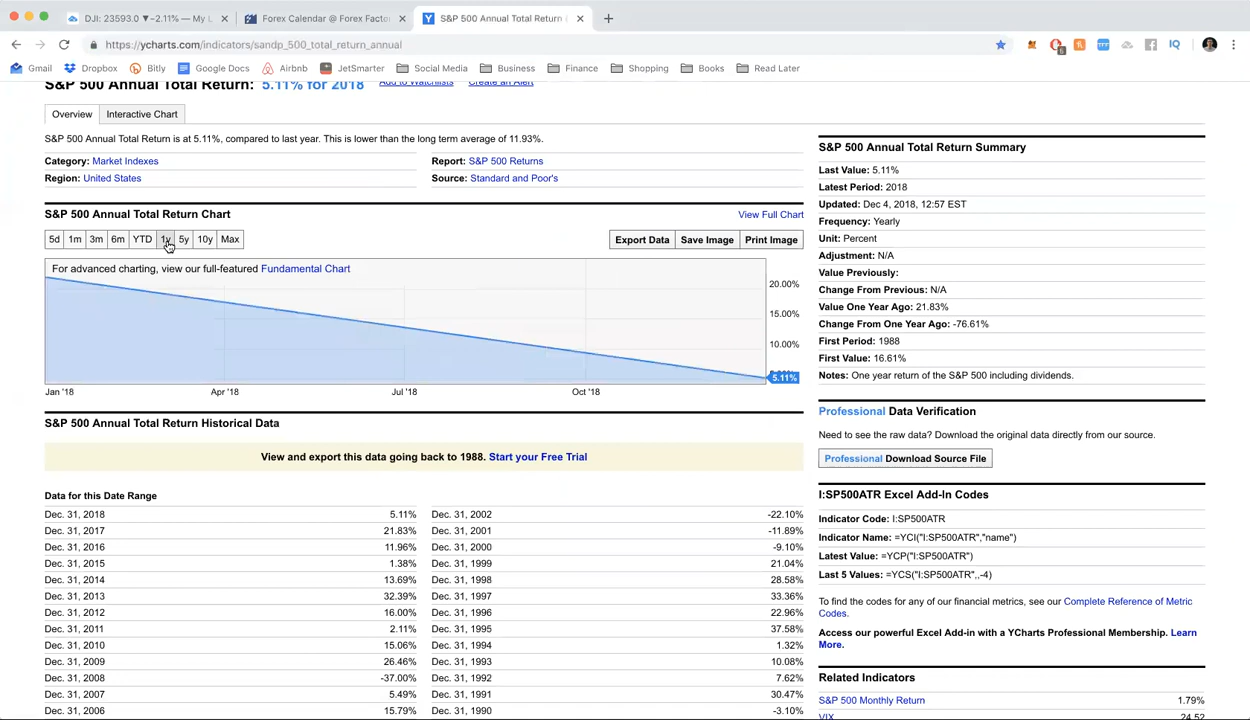 DJI: 23593.0 ▼−2.11% — My L
Forex Calendar @ Forex Facto
S&P 500 Annual Total Return (
https://ycharts.com/indicators/sandp_500_total_return_annual
Gmail Dropbox Bitly Google Docs Airbnb JetSmarter Social Media Business Finance Shopping Books Read Later
S&P 500 Annual Total Return: 5.11% for 2018 Add to Watchlists Create an Alert
Overview Interactive Chart
S&P 500 Annual Total Return is at 5.11%, compared to last year. This is lower than the long term average of 11.93%.
Category: Market Indexes
Report: S&P 500 Returns
Region: United States
Source: Standard and Poor's
S&P 500 Annual Total Return Chart
View Full Chart
5d 1m 3m 6m YTD 1y 5y 10y Max
Export Data Save Image Print Image
For advanced charting, view our full-featured Fundamental Chart
20.00%
15.00%
10.00%
5.11%
Jan '18 Apr '18 Jul '18 Oct '18
S&P 500 Annual Total Return Historical Data
View and export this data going back to 1988. Start your Free Trial
Data for this Date Range
Dec. 31, 2018 5.11% Dec. 31, 2002 -22.10%
Dec. 31, 2017 21.83% Dec. 31, 2001 -11.89%
Dec. 31, 2016 11.96% Dec. 31, 2000 -9.10%
Dec. 31, 2015 1.38% Dec. 31, 1999 21.04%
Dec. 31, 2014 13.69% Dec. 31, 1998 28.58%
Dec. 31, 2013 32.39% Dec. 31, 1997 33.36%
Dec. 31, 2012 16.00% Dec. 31, 1996 22.96%
Dec. 31, 2011 2.11% Dec. 31, 1995 37.58%
Dec. 31, 2010 15.06% Dec. 31, 1994 1.32%
Dec. 31, 2009 26.46% Dec. 31, 1993 10.08%
Dec. 31, 2008 -37.00% Dec. 31, 1992 7.62%
Dec. 31, 2007 5.49% Dec. 31, 1991 30.47%
Dec. 31, 2006 15.79% Dec. 31, 1990 -3.10%
S&P 500 Annual Total Return Summary
Last Value: 5.11%
Latest Period: 2018
Updated: Dec 4, 2018, 12:57 EST
Frequency: Yearly
Unit: Percent
Adjustment: N/A
Value Previously:
Change From Previous: N/A
Value One Year Ago: 21.83%
Change From One Year Ago: -76.61%
First Period: 1988
First Value: 16.61%
Notes: One year return of the S&P 500 including dividends.
Professional Data Verification
Need to see the raw data? Download the original data directly from our source.
Professional Download Source File
I:SP500ATR Excel Add-In Codes
Indicator Code: I:SP500ATR
Indicator Name: =YCI("I:SP500ATR","name")
Latest Value: =YCP("I:SP500ATR")
Last 5 Values: =YCS("I:SP500ATR",,-4)
To find the codes for any of our financial metrics, see our Complete Reference of Metric
Codes.
Access our powerful Excel Add-in with a YCharts Professional Membership. Learn
More.
Related Indicators
S&P 500 Monthly Return 1.79%
VIX 24.52